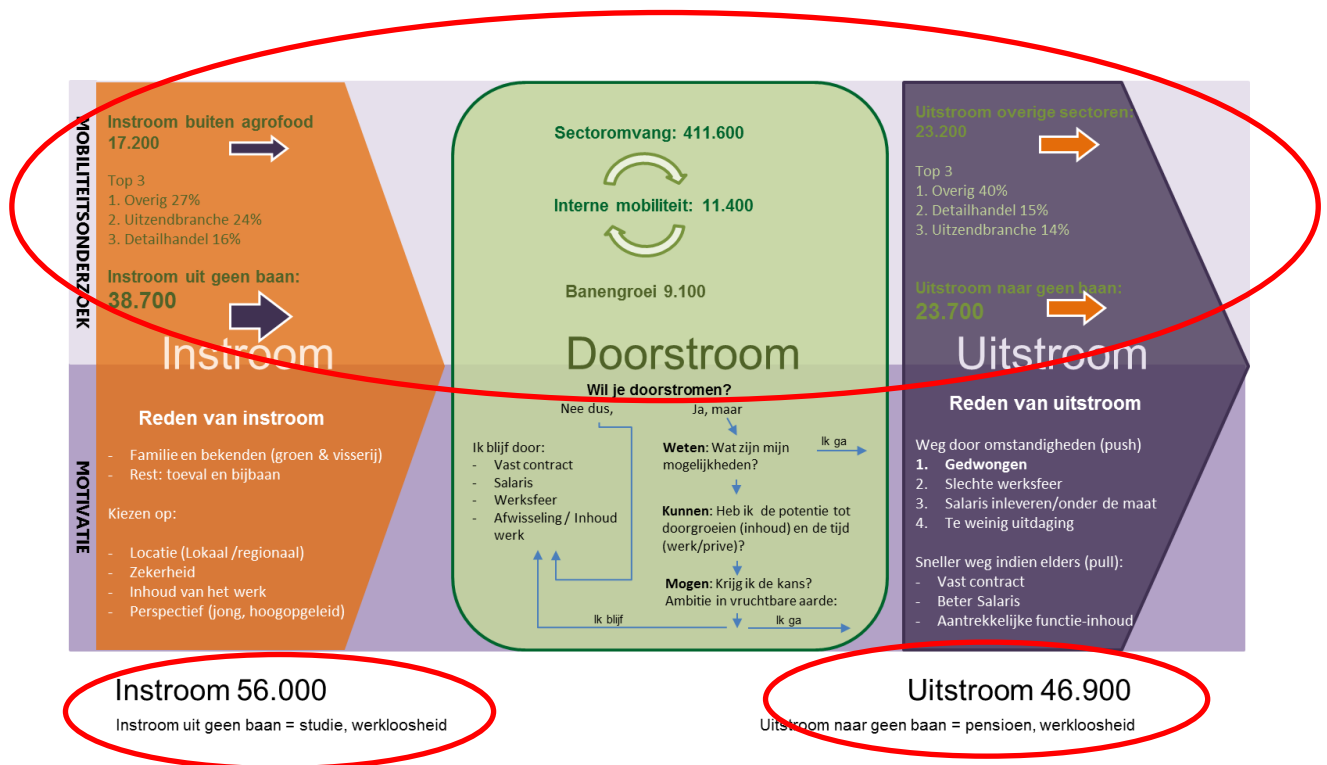 MOBILITEITSONDERZOEK
Instroom buiten agrofood
17.200
Top 3
1. Overig 27%
2. Uitzendbranche 24%
3. Detailhandel 16%
Instroom uit geen baan:
38.700
Instroom
Sectoromvang: 411.600
Interne mobiliteit: 11.400
Banengroei 9.100
Doorstroom
Uitstroom overige sectoren:
23.200
Top 3
1. Overig 40%
2. Detailhandel 15%
3. Uitzendbranche 14%
Uitstroom naar geen baan:
23.700
Uitstroom
MOTIVATIE
Reden van instroom
- Familie en bekenden (groen & visserij)
- Rest: toeval en bijbaan
Kiezen op:
- Locatie (Lokaal /regionaal)
- Zekerheid
- Inhoud van het werk
- Perspectief (jong, hoogopgeleid)
Wil je doorstromen?
Nee dus,
Ja, maar
Ik blijf door:
- Vast contract
- Salaris
- Werksfeer
- Afwisseling / Inhoud
werk
Weten: Wat zijn mijn
mogelijkheden?
Ik ga
Kunnen: Heb ik de potentie tot
doorgroeien (inhoud) en de tijd
(werk/prive)?
Mogen: Krijg ik de kans?
Ambitie in vruchtbare aarde:
Ik blijf
Ik ga
Reden van uitstroom
Weg door omstandigheden (push)
1. Gedwongen
2. Slechte werksfeer
3. Salaris inleveren/onder de maat
4. Te weinig uitdaging
Sneller weg indien elders (pull):
- Vast contract
- Beter Salaris
- Aantrekkelijke functie-inhoud
Instroom 56.000
Instroom uit geen baan = studie, werkloosheid
Uitstroom 46.900
Uitstroom naar geen baan = pensioen, werkloosheid